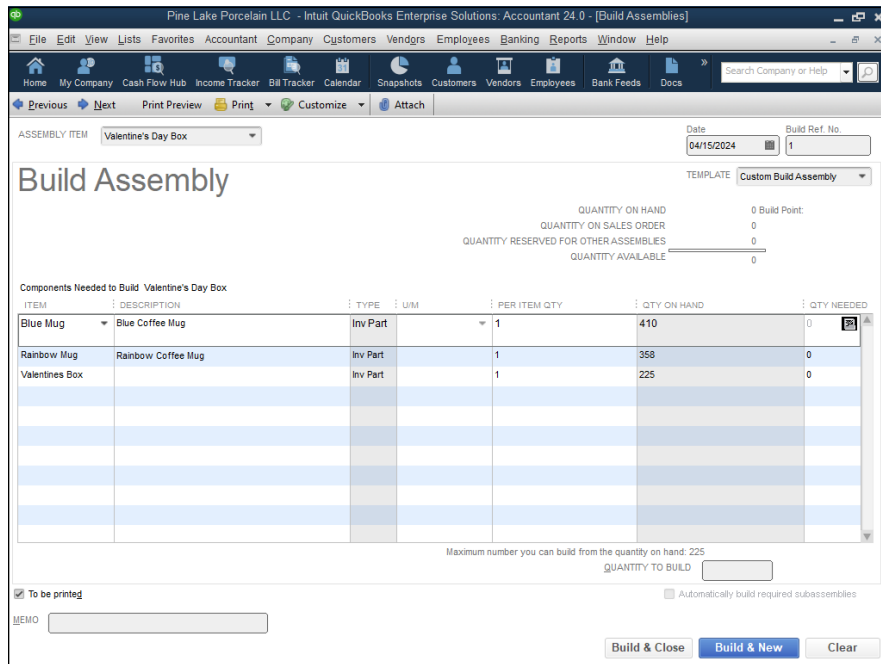 qb Pine Lake Porcelain LLC - Intuit QuickBooks Enterprise Solutions: Accountant 24.0 - [Build Assemblies]
File Edit View Lists Favorites Accountant Company Customers Vendors Employees Banking Reports Window Help
Home My Company Cash Flow Hub Income Tracker Bill Tracker Calendar Snapshots Customers Vendors Employees Bank Feeds Docs » Search Company or Help
Previous Next Print Preview Print Customize Attach
ASSEMBLY ITEM Valentine's Day Box
Date Build Ref. No.
04/15/2024 1
Build Assembly
TEMPLATE Custom Build Assembly
QUANTITY ON HAND 0 Build Point:
QUANTITY ON SALES ORDER 0
QUANTITY RESERVED FOR OTHER ASSEMBLIES 0
QUANTITY AVAILABLE 0
Components Needed to Build Valentine's Day Box
ITEM DESCRIPTION TYPE U/M PER ITEM QTY QTY ON HAND QTY NEEDED
Blue Mug Blue Coffee Mug Inv Part 1 410 0
Rainbow Mug Rainbow Coffee Mug Inv Part 1 358 0
Valentines Box Inv Part 1 225 0
Maximum number you can build from the quantity on hand: 225
QUANTITY TO BUILD
To be printed
Automatically build required subassemblies
MEMO
Build & Close Build & New Clear